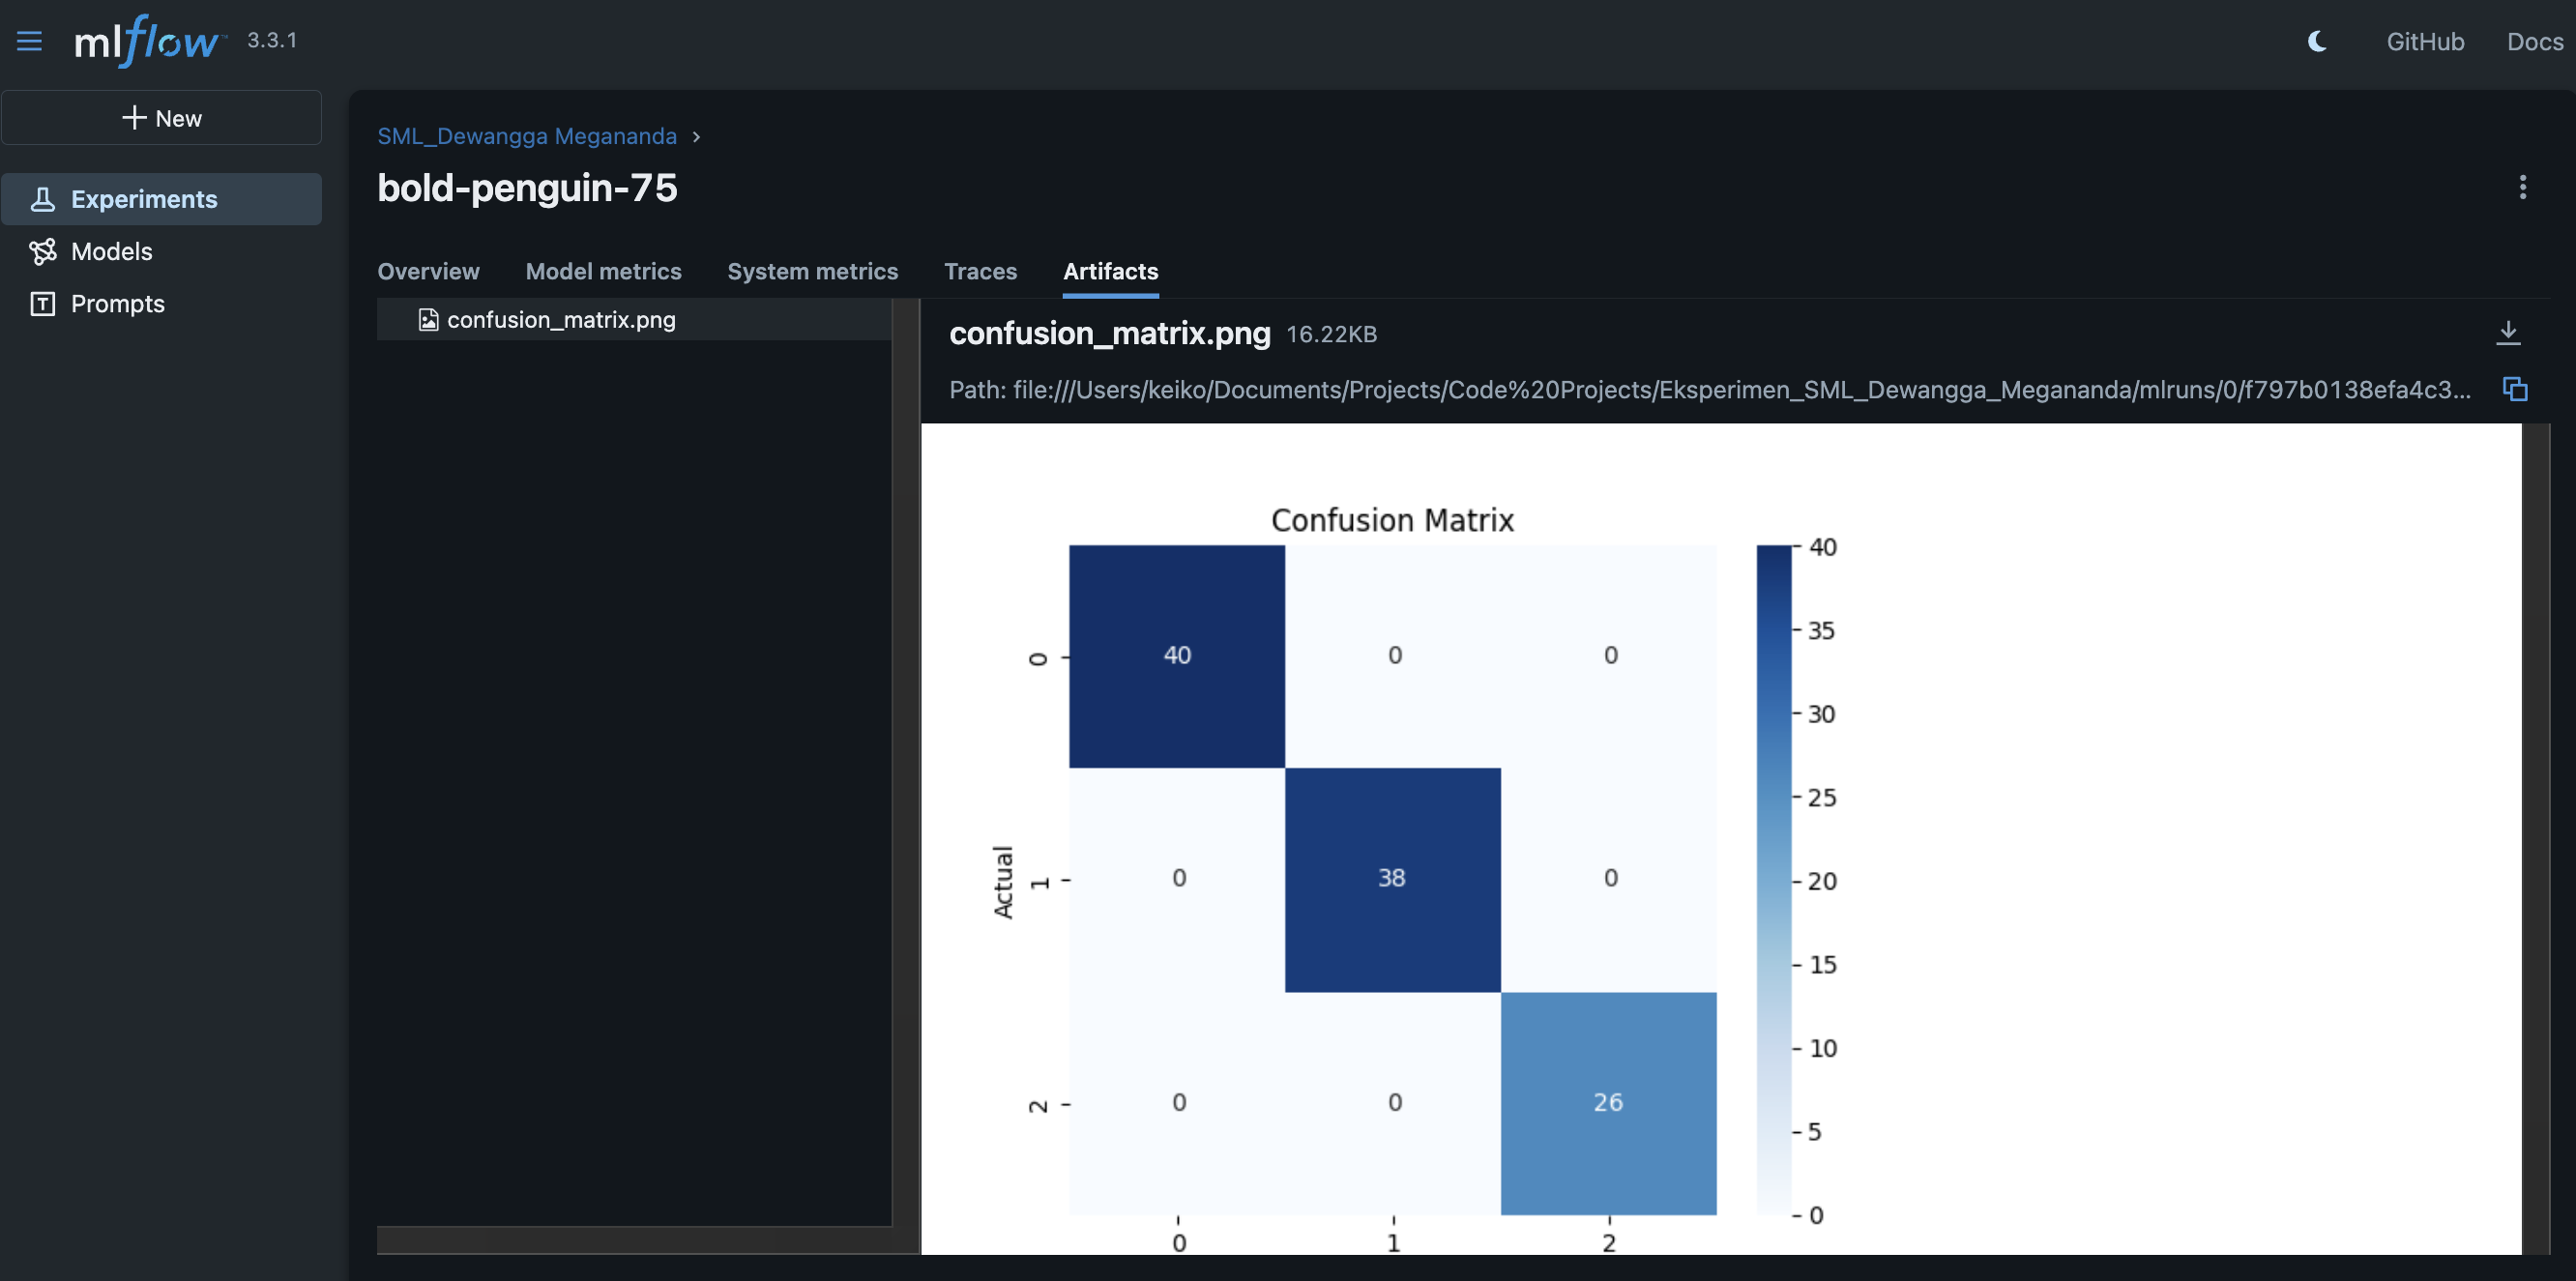 mlflow™ 3.3.1
GitHub Docs
New
Experiments
Models
Prompts
SML_Dewangga Megananda ›
bold-penguin-75
Overview Model metrics System metrics Traces Artifacts
confusion_matrix.png
confusion_matrix.png 16.22KB
Path: file:///Users/keiko/Documents/Projects/Code%20Projects/Eksperimen_SML_Dewangga_Megananda/mlruns/0/f797b0138efa4c3...
Confusion Matrix
Actual
0 40 0 0
1 0 38 0
2 0 0 26
0 1 2
40
35
30
25
20
15
10
5
0